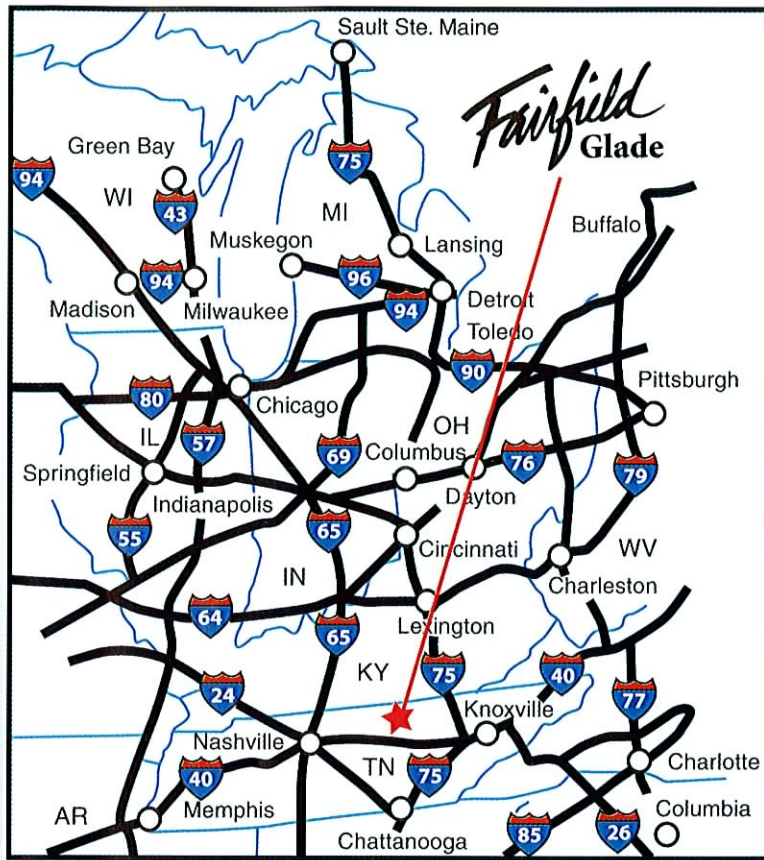 Sault Ste. Maine
Fairfield
Glade
Green Bay
75
94
WI
43
MI
Buffalo
Muskegon
Lansing
94
96
Madison
Milwaukee
94
Detroit
Toledo
90
Pittsburgh
80
Chicago
IL
57
OH
69
Columbus
76
Springfield
Dayton
79
Indianapolis
55
65
Cincinnati
WV
IN
Charleston
64
Lexington
65
KY
75
40
24
77
Knoxville
Nashville
TN
40
75
Charlotte
AR
Memphis
Columbia
Chattanooga
85
26